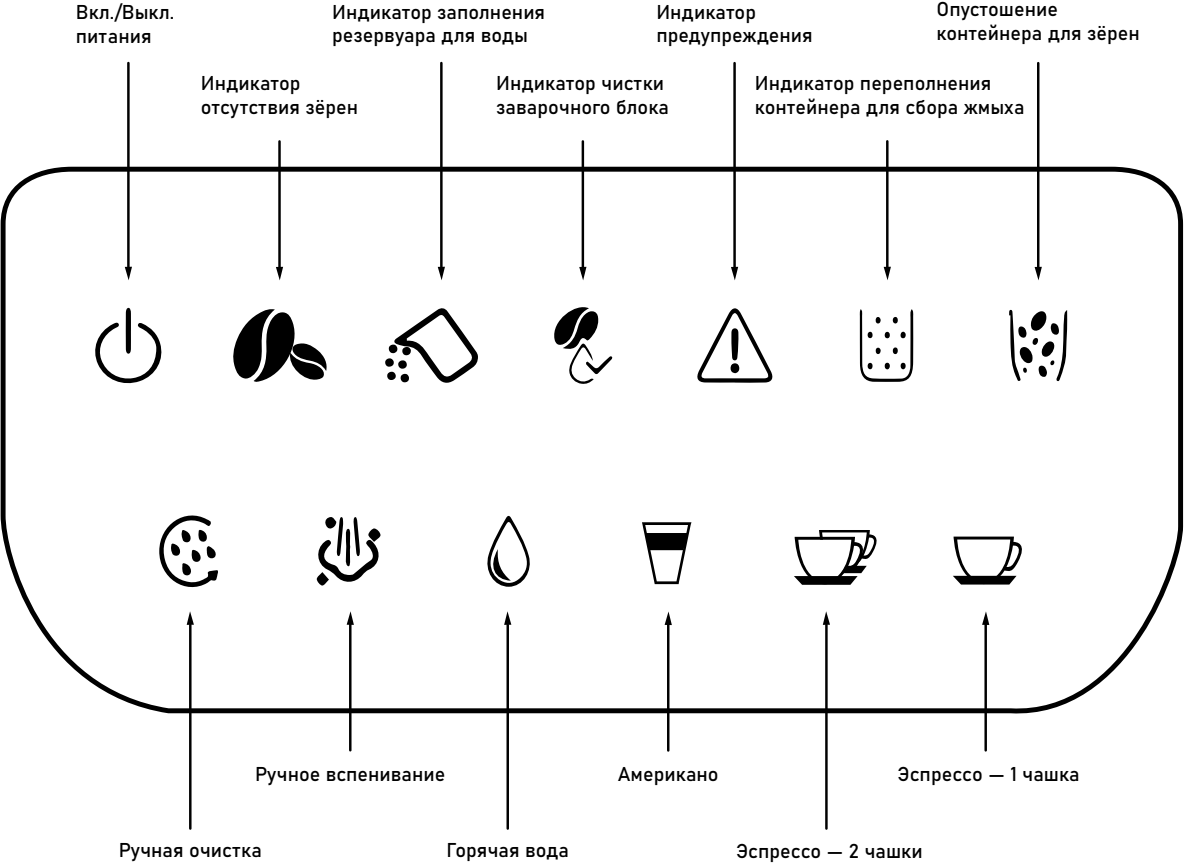 Вкл./Выкл.
питания
Индикатор заполнения
резервуара для воды
Индикатор
предупреждения
Опустошение
контейнера для зёрен
Индикатор
отсутствия зёрен
Индикатор чистки
заварочного блока
Индикатор переполнения
контейнера для сбора жмыха
Ручное вспенивание
Американо
Эспрессо — 1 чашка
Ручная очистка
Горячая вода
Эспрессо — 2 чашки